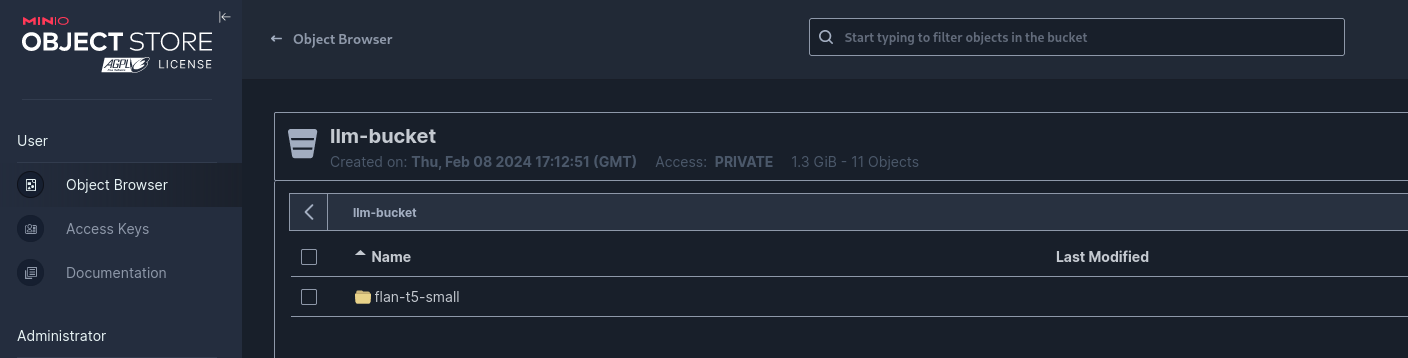 MINIO
OBJECT STORE
AGPL LICENSE
User
Object Browser
Access Keys
Documentation
Administrator
← Object Browser
Start typing to filter objects in the bucket
llm-bucket
Created on: Thu, Feb 08 2024 17:12:51 (GMT) Access: PRIVATE 1.3 GiB - 11 Objects
llm-bucket
Name Last Modified
flan-t5-small